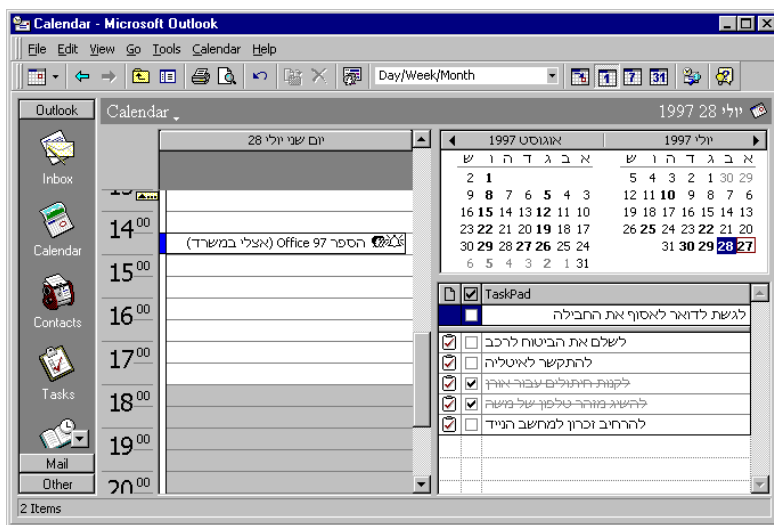 Calendar - Microsoft Outlook
File Edit View Go Tools Calendar Help
Day/Week/Month
Outlook
Inbox
Calendar
Contacts
Tasks
Mail
Other
Calendar
יולי 28 1997
יום שני יולי 28
14 00
הספר Office 97 (אצלי במשרד)
15 00
16 00
17 00
18 00
19 00
20 00
יולי 1997
א ב ג ד ה ו ש
29 30 1 2 3 4 5
6 7 8 9 10 11 12
13 14 15 16 17 18 19
20 21 22 23 24 25 26
27 28 29 30 31
אוגוסט 1997
א ב ג ד ה ו ש
1 2
3 4 5 6 7 8 9
10 11 12 13 14 15 16
17 18 19 20 21 22 23
24 25 26 27 28 29 30
31 1 2 3 4 5 6
TaskPad
לגשת לדואר לאסוף את החבילה
לשלם את הביטוח לרכב
להתקשר לאיטליה
לקנות חיתולים עבור אורן
להשיג מזהר טלפון של משה
להרחיב זכרון למחשב הנייד
2 Items